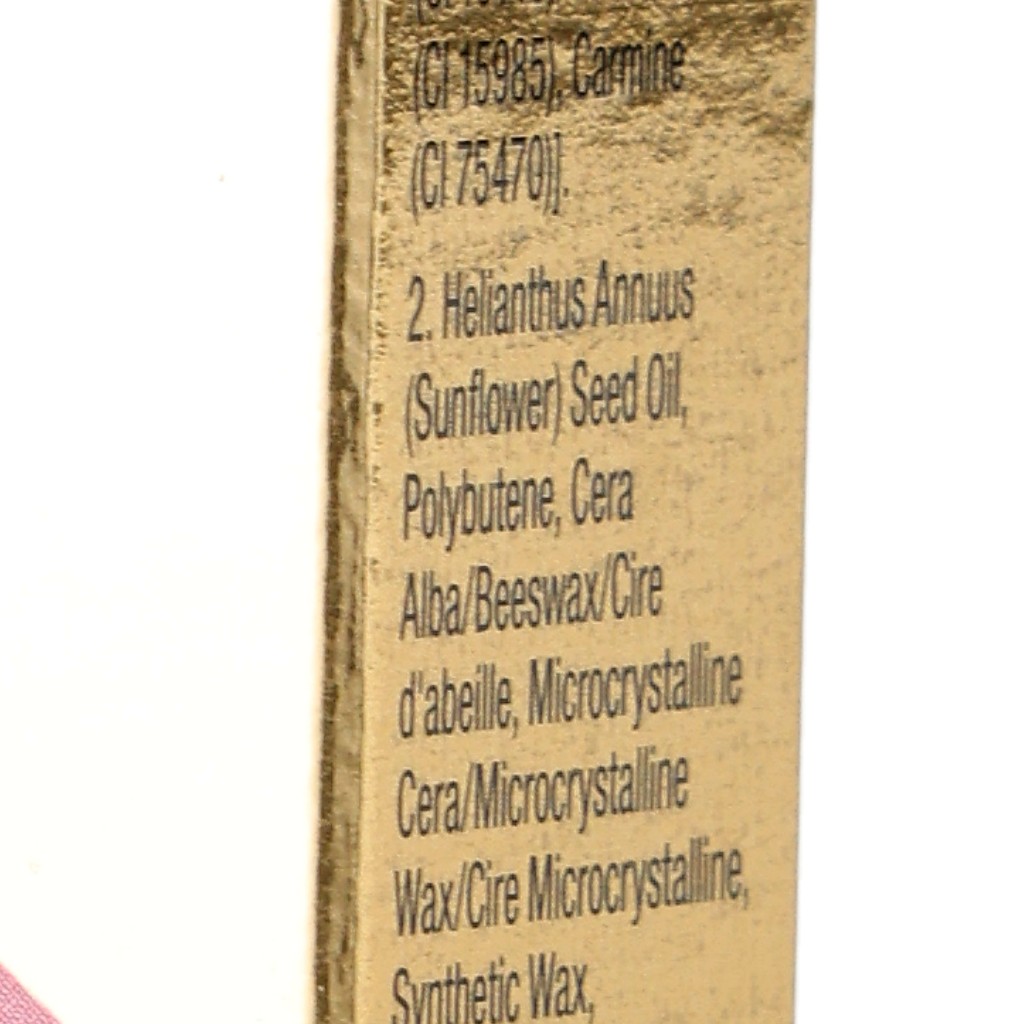 (CI 15985), Carmine
(CI 75470)].
2. Helianthus Annuus
(Sunflower) Seed Oil,
Polybutene, Cera
Alba/Beeswax/Cire
d'abeille, Microcrystalline
Cera/Microcrystalline
Wax/Cire Microcrystalline,
Synthetic Wax,